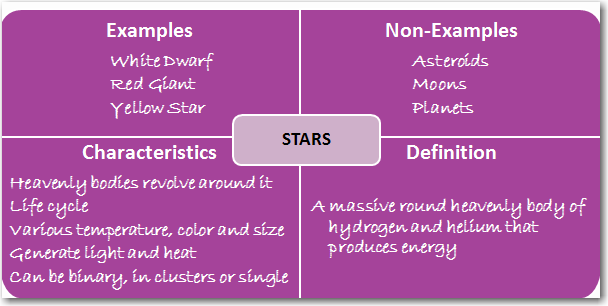 Examples
White Dwarf
Red Giant
Yellow Star
Non-Examples
Asteroids
Moons
Planets
STARS
Characteristics
Heavenly bodies revolve around it
Life cycle
Various temperature, color and size
Generate light and heat
Can be binary, in clusters or single
Definition
A massive round heavenly body of
hydrogen and helium that
produces energy